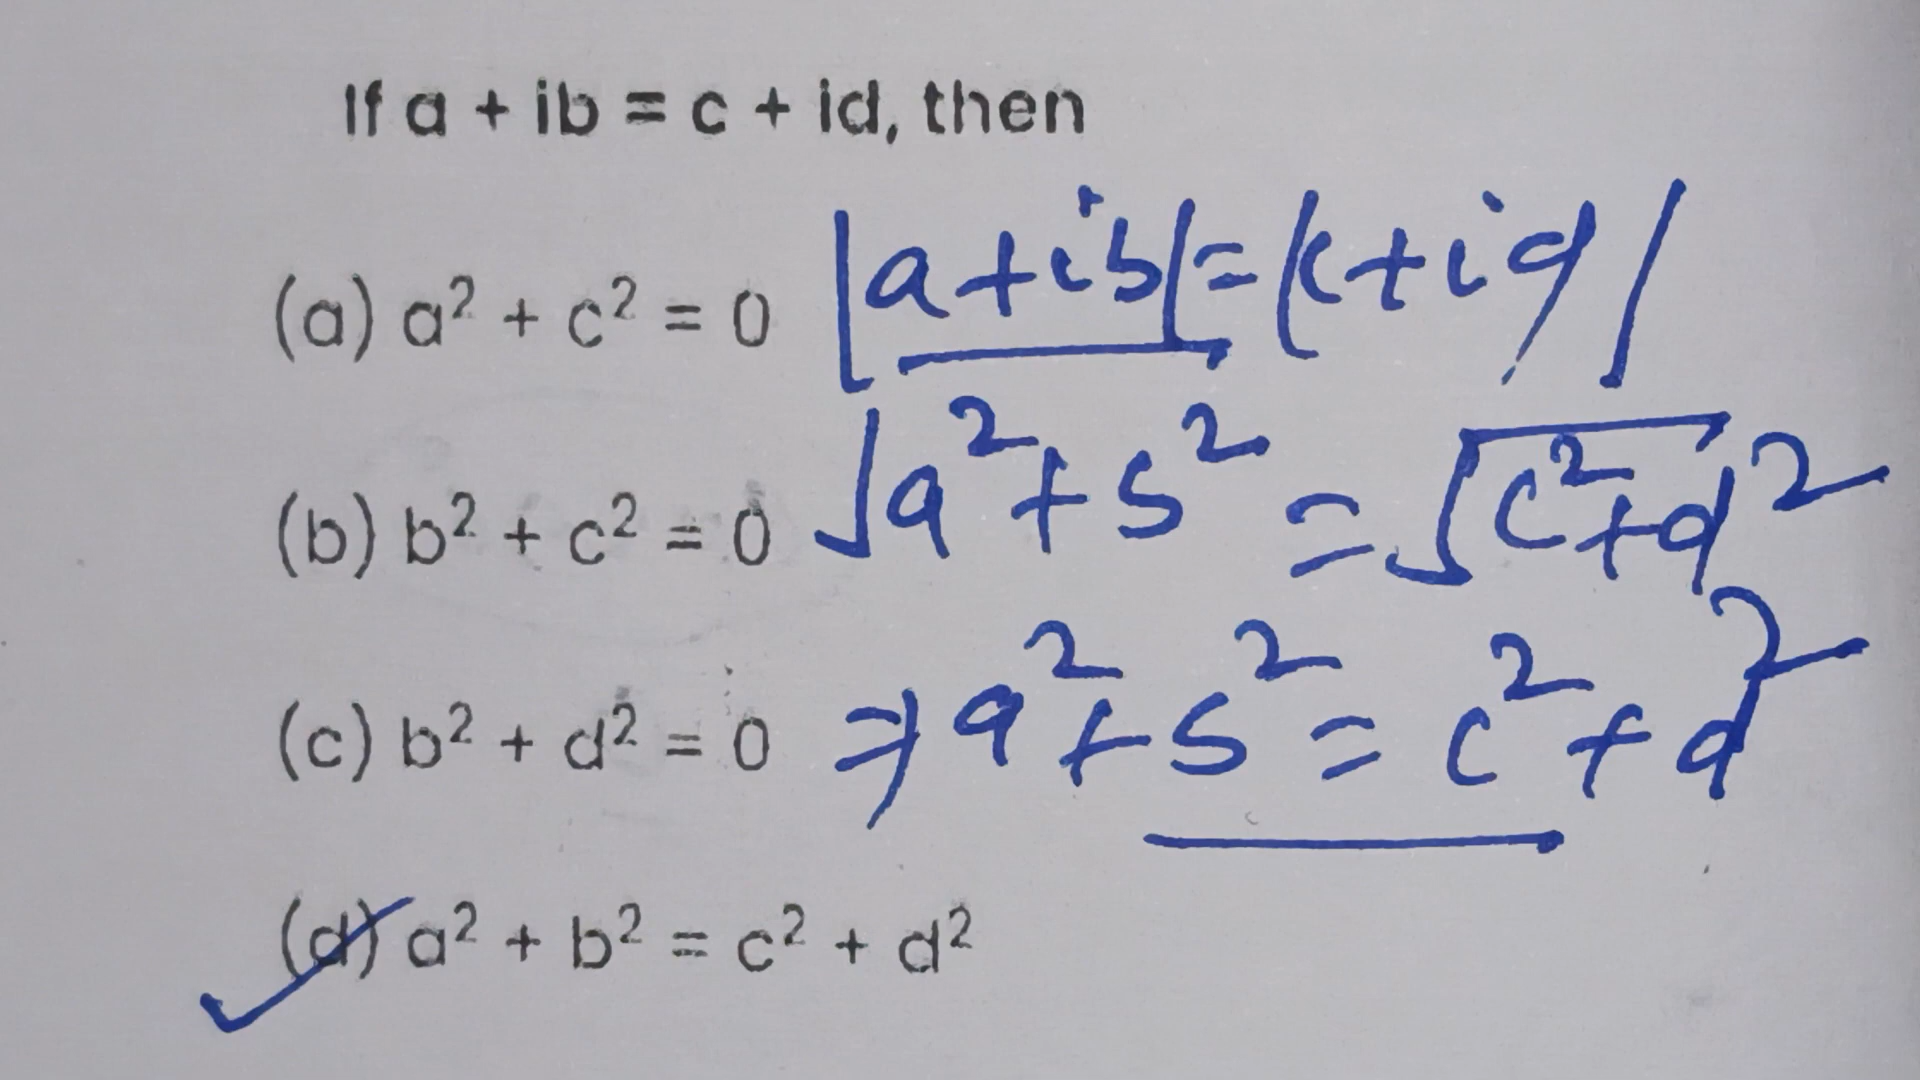 If a + ib = c + id, then
(a) a² + c² = 0
|a+ib| = |c+id|
(b) b² + c² = 0
√a²+b² = √c²+d²
(c) b² + d² = 0
⇒ a²+b² = c²+d²
(d) a² + b² = c² + d²